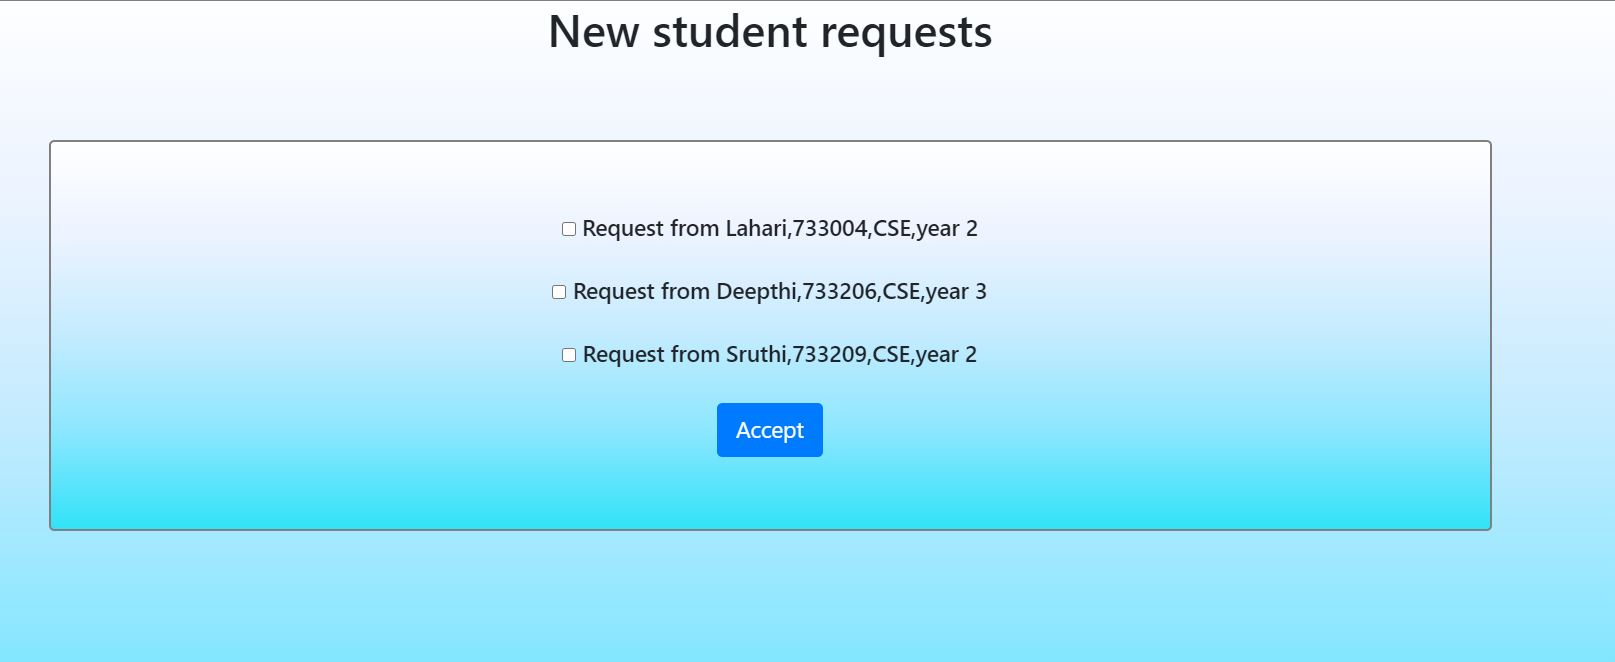 New student requests
Request from Lahari,733004,CSE,year 2
Request from Deepthi,733206,CSE,year 3
Request from Sruthi,733209,CSE,year 2
Accept